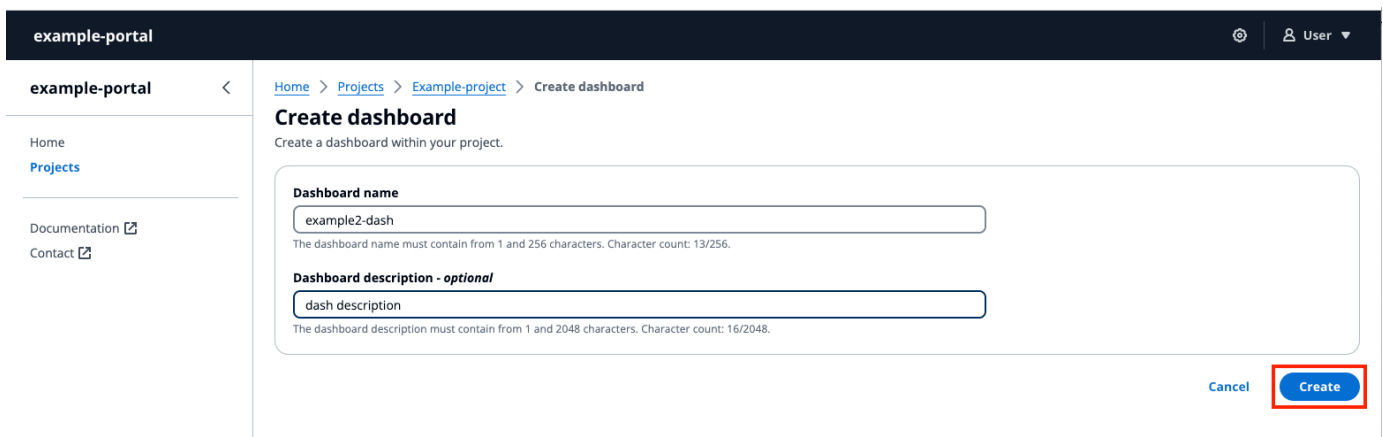 example-portal
User
example-portal
Home
Projects
Documentation
Contact
Home > Projects > Example-project > Create dashboard
Create dashboard
Create a dashboard within your project.
Dashboard name
example2-dash
The dashboard name must contain from 1 and 256 characters. Character count: 13/256.
Dashboard description - optional
dash description
The dashboard description must contain from 1 and 2048 characters. Character count: 16/2048.
Cancel
Create